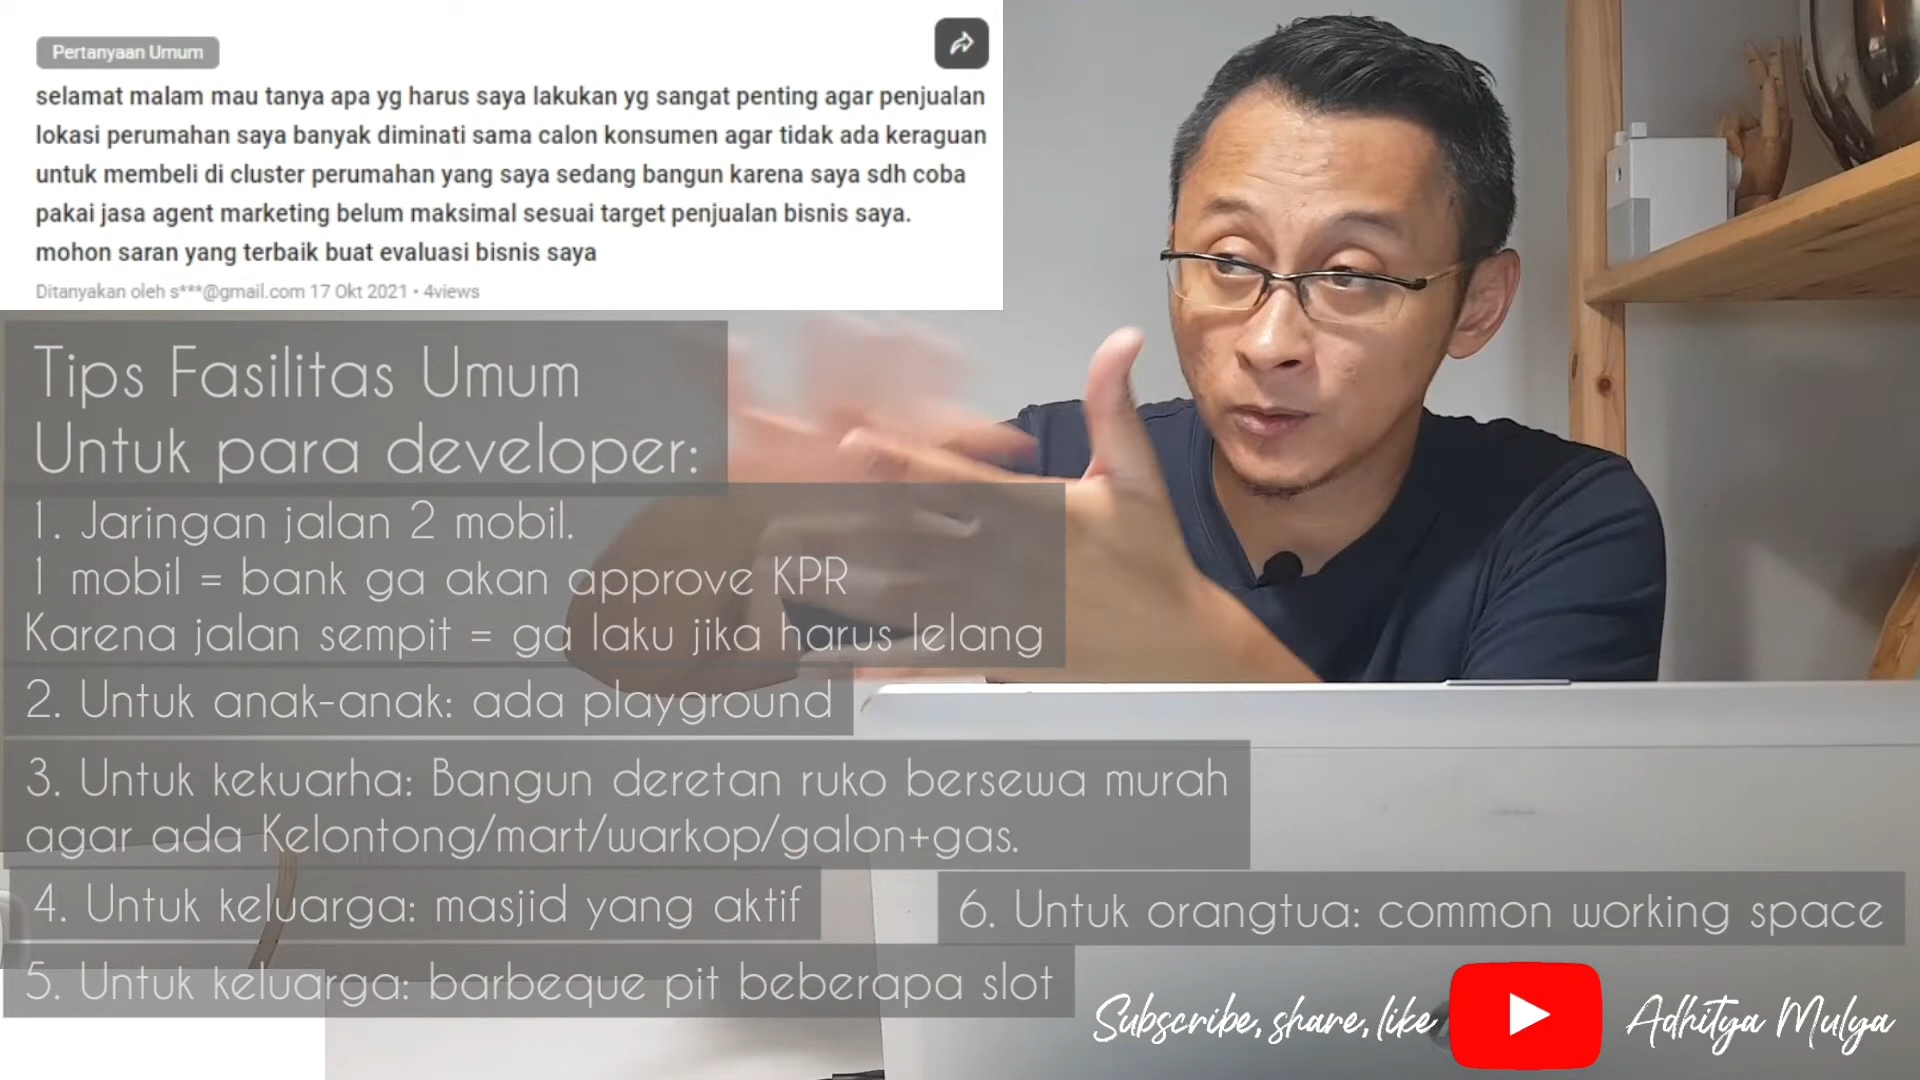 Pertanyaan Umum
selamat malam mau tanya apa yg harus saya lakukan yg sangat penting agar penjualan
lokasi perumahan saya banyak diminati sama calon konsumen agar tidak ada keraguan
untuk membeli di cluster perumahan yang saya sedang bangun karena saya sdh coba
pakai jasa agent marketing belum maksimal sesuai target penjualan bisnis saya.
mohon saran yang terbaik buat evaluasi bisnis saya
Ditanyakan oleh s***@gmail.com 17 Okt 2021 • 4views
Tips Fasilitas Umum
Untuk para developer:
1. Jaringan jalan 2 mobil.
1 mobil = bank ga akan approve KPR
Karena jalan sempit = ga laku jika harus lelang
2. Untuk anak-anak: ada playground
3. Untuk kekuarha: Bangun deretan ruko bersewa murah
agar ada Kelontong/mart/warkop/galon+gas.
4. Untuk keluarga: masjid yang aktif
5. Untuk keluarga: barbeque pit beberapa slot
6. Untuk orangtua: common working space
Subscribe, share, like
Adhitya Mulya